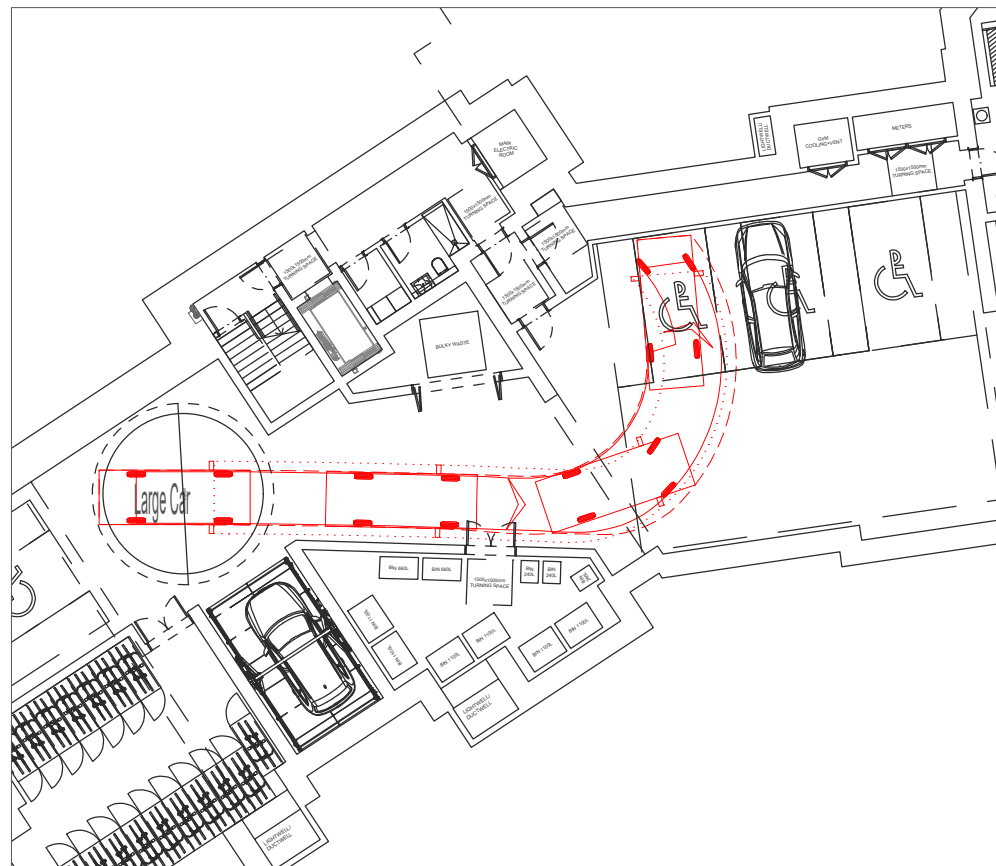 LIGHTWELL/
DUCTWELL
GVM
COOLING+VENT
METERS
MAIN
ELECTRIC
ROOM
1500x1500mm
TURNING SPACE
1500x1500mm
TURNING SPACE
1500x1500mm
TURNING SPACE
1500x1500mm
TURNING SPACE
1500x1500mm
TURNING SPACE
BULKY WASTE
Large Car
BIN 660L
BIN 660L
1500x1500mm
TURNING SPACE
BIN
240L
BIN
240L
BIN
240L
BIN 1100L
BIN 1100L
BIN 1100L
BIN 1100L
BIN 1100L
BIN 1100L
LIGHTWELL/
DUCTWELL
LIGHTWELL/
DUCTWELL